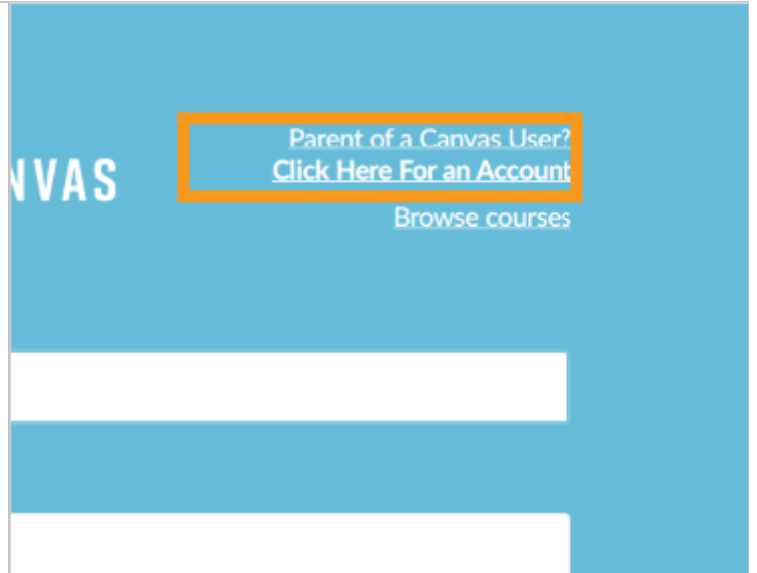 NVAS
Parent of a Canvas User?
Click Here For an Account
Browse courses